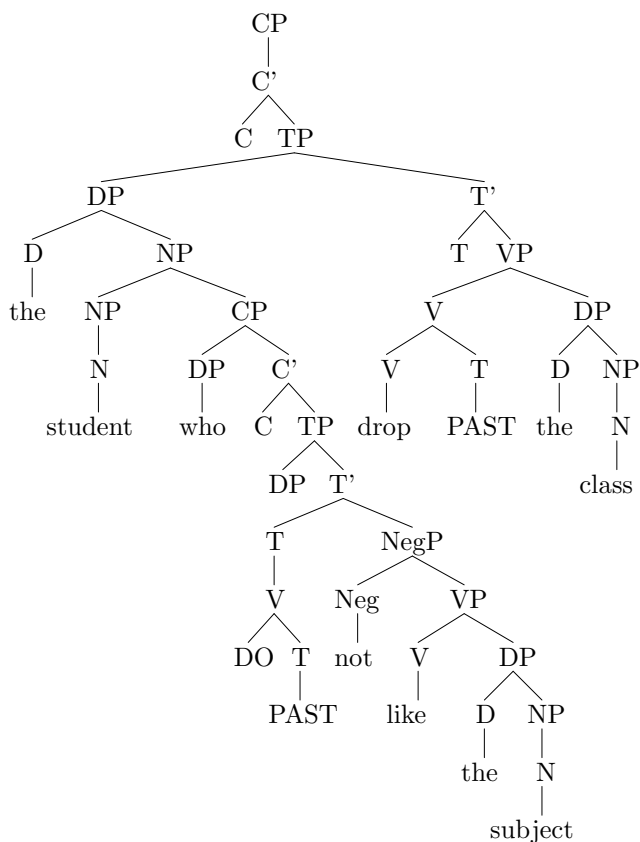 CP
C'
C TP
DP T'
D NP T VP
the NP CP V DP
N DP C' V T D NP
student who C TP drop PAST the N
DP T' class
T NegP
V Neg VP
DO T not V DP
PAST like D NP
the N
subject